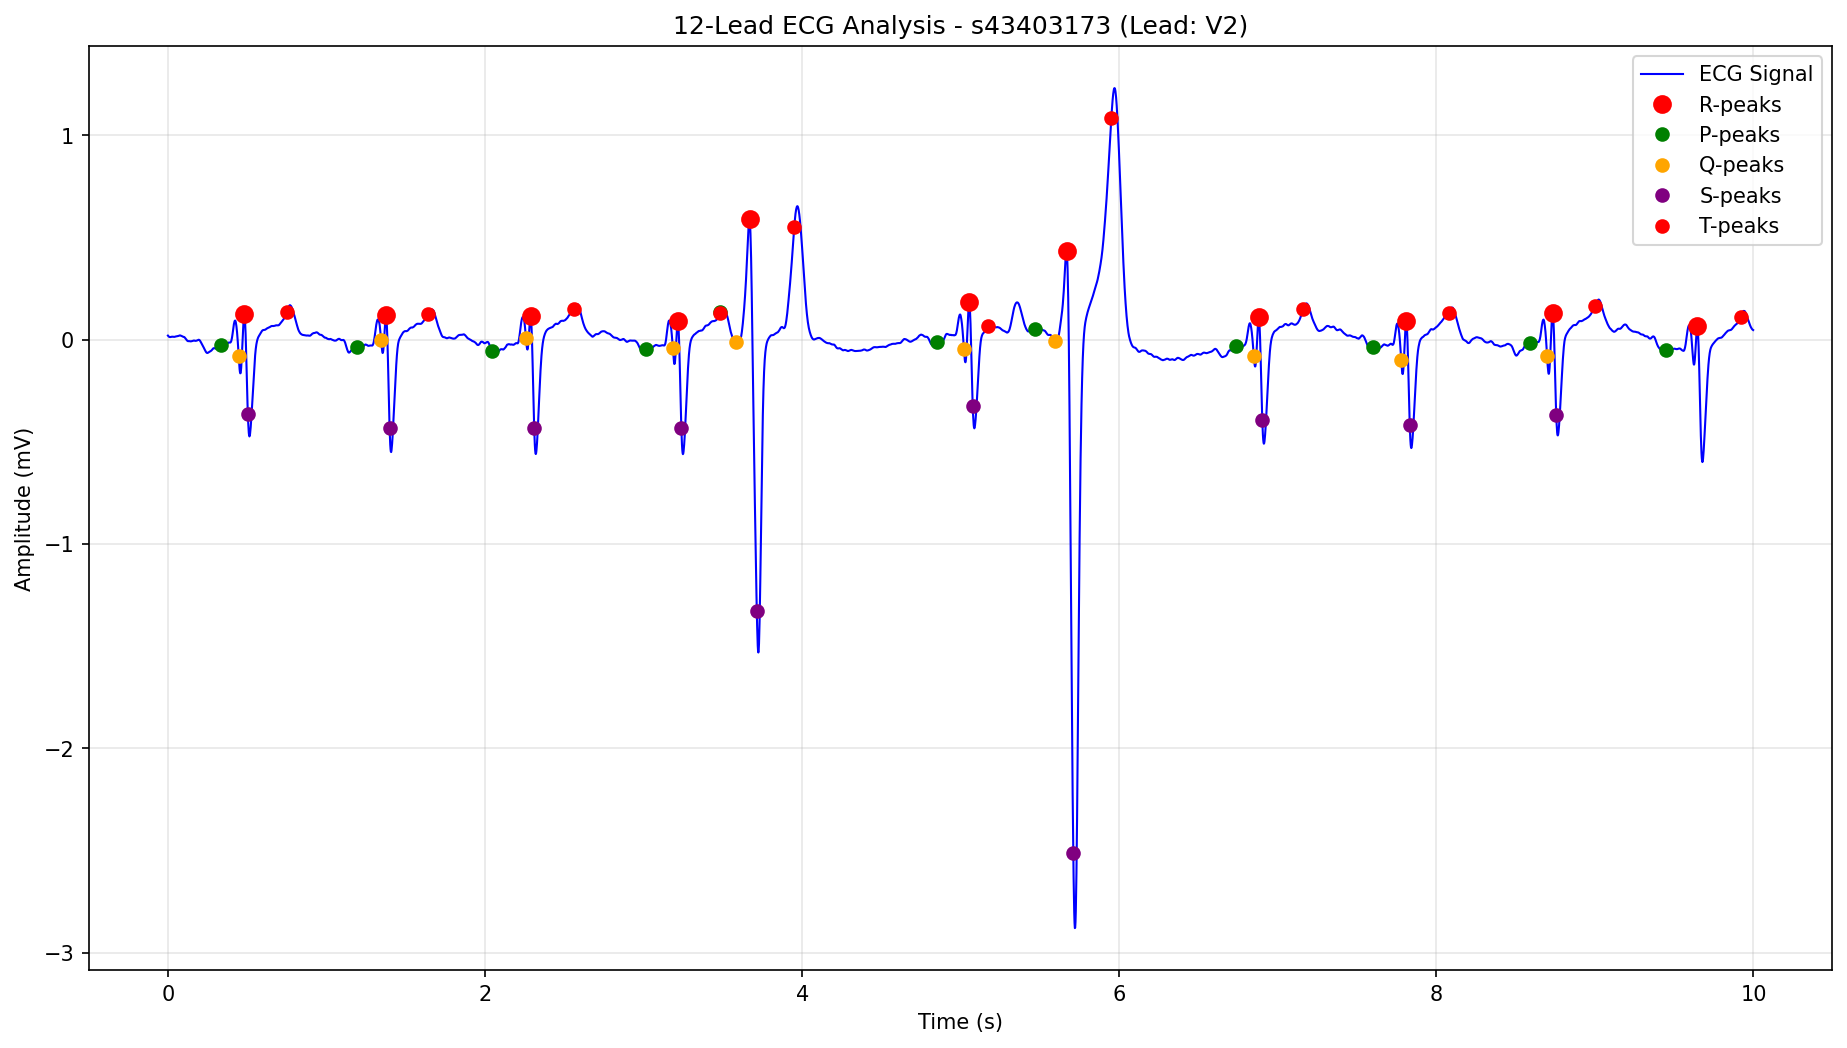 12-Lead ECG Analysis - s43403173 (Lead: V2)
ECG Signal
R-peaks
P-peaks
Q-peaks
S-peaks
T-peaks
Amplitude (mV)
1
0
−1
−2
−3
0 2 4 6 8 10
Time (s)